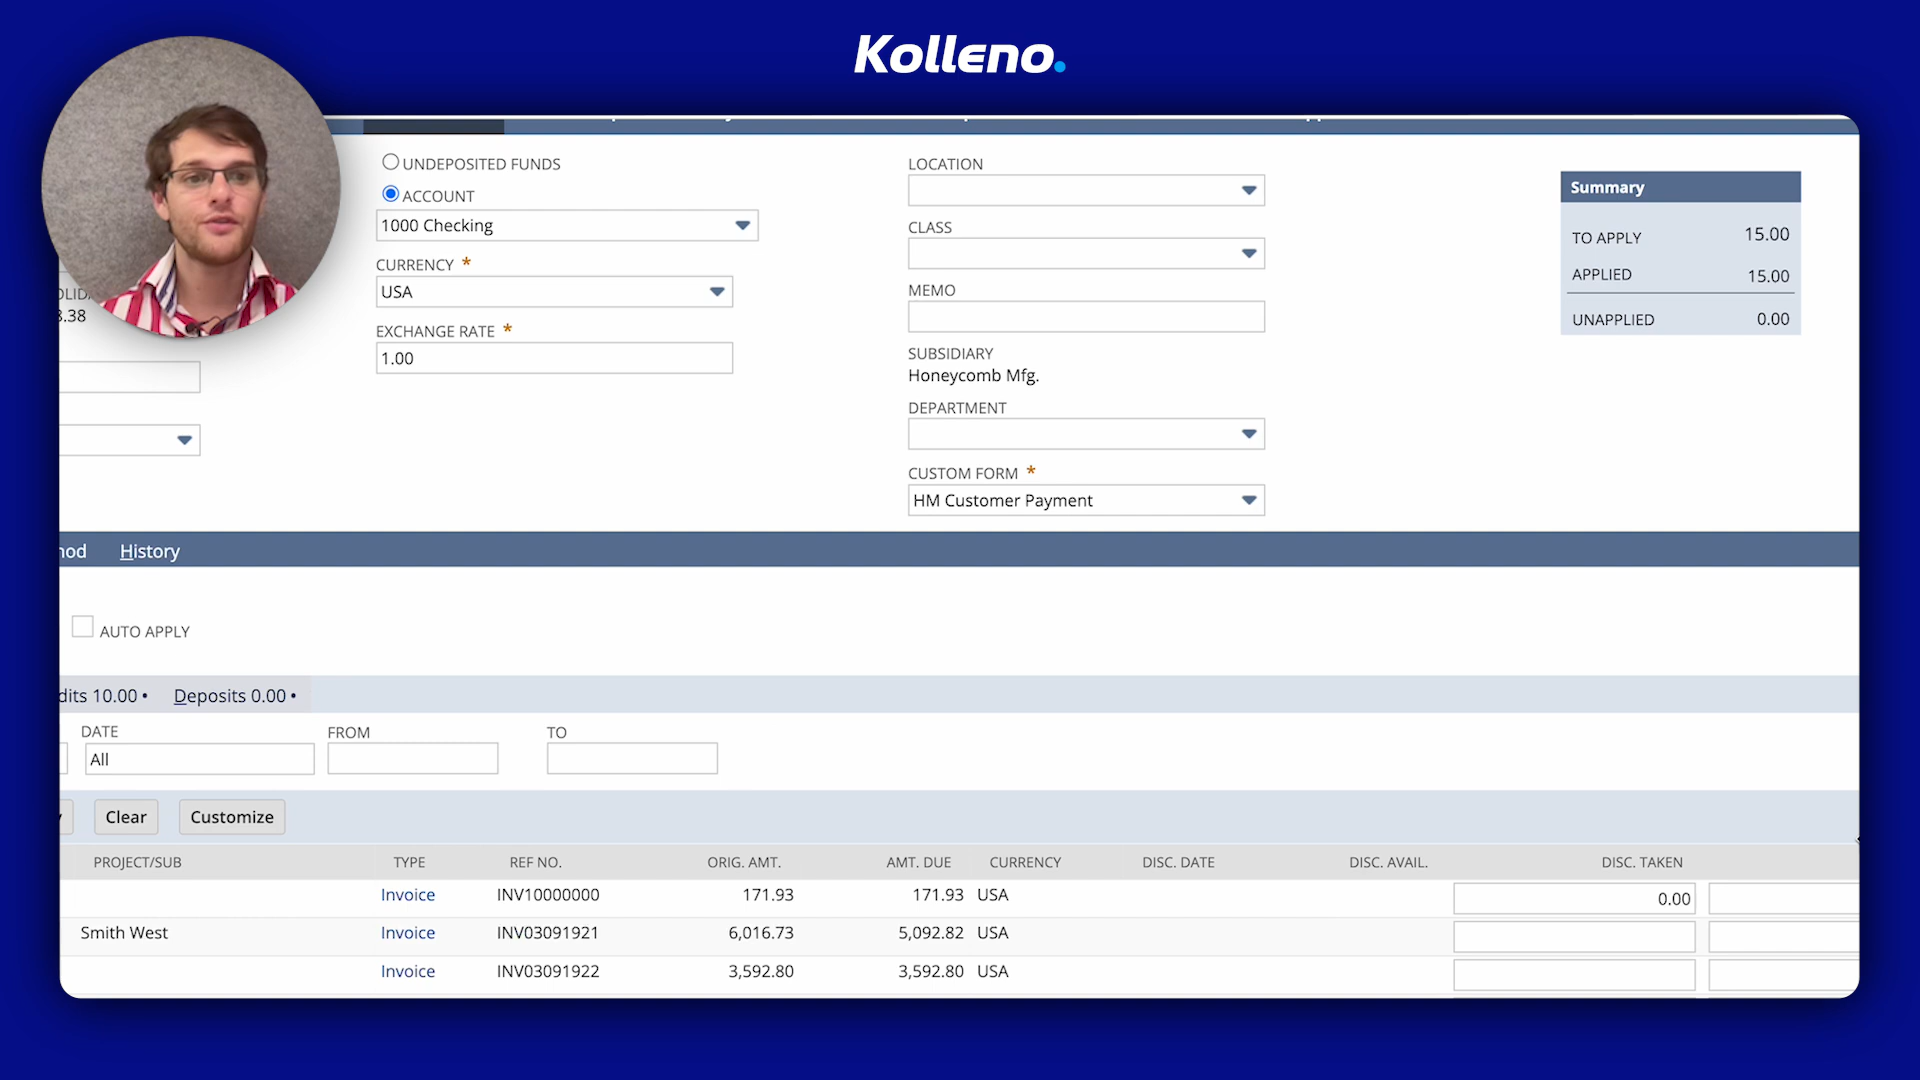 Kolleno.
UNDEPOSITED FUNDS
ACCOUNT
1000 Checking
CURRENCY *
USA
EXCHANGE RATE *
1.00
8.38
LOCATION
CLASS
MEMO
SUBSIDIARY
Honeycomb Mfg.
DEPARTMENT
CUSTOM FORM *
HM Customer Payment
Summary
TO APPLY 15.00
APPLIED 15.00
UNAPPLIED 0.00
History
AUTO APPLY
dits 10.00 • Deposits 0.00 •
DATE FROM TO
All
Clear Customize
PROJECT/SUB TYPE REF NO. ORIG. AMT. AMT. DUE CURRENCY DISC. DATE DISC. AVAIL. DISC. TAKEN
Invoice INV10000000 171.93 171.93 USA 0.00
Smith West Invoice INV03091921 6,016.73 5,092.82 USA
Invoice INV03091922 3,592.80 3,592.80 USA